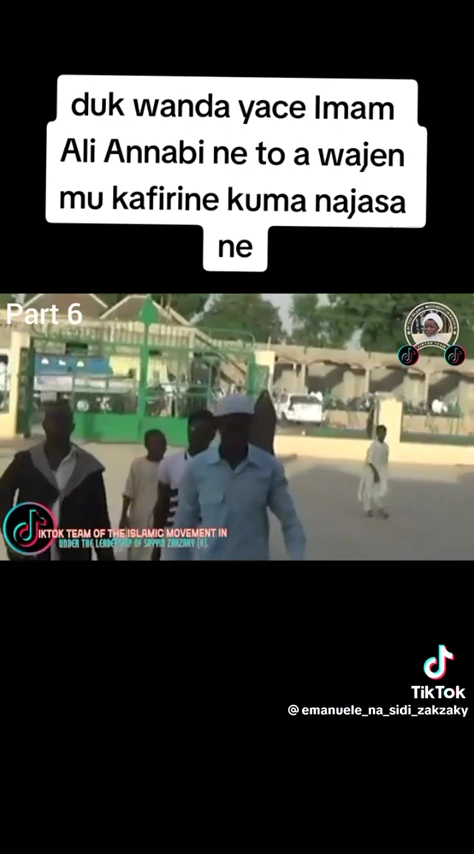 duk wanda yace Imam
Ali Annabi ne to a wajen
mu kafirine kuma najasa
ne
Part 6
TIKTOK TEAM OF THE ISLAMIC MOVEMENT IN
UNDER THE LEADERSHIP OF SAYYID ZAKZAKY (H).
TikTok
@emanuele_na_sidi_zakzaky